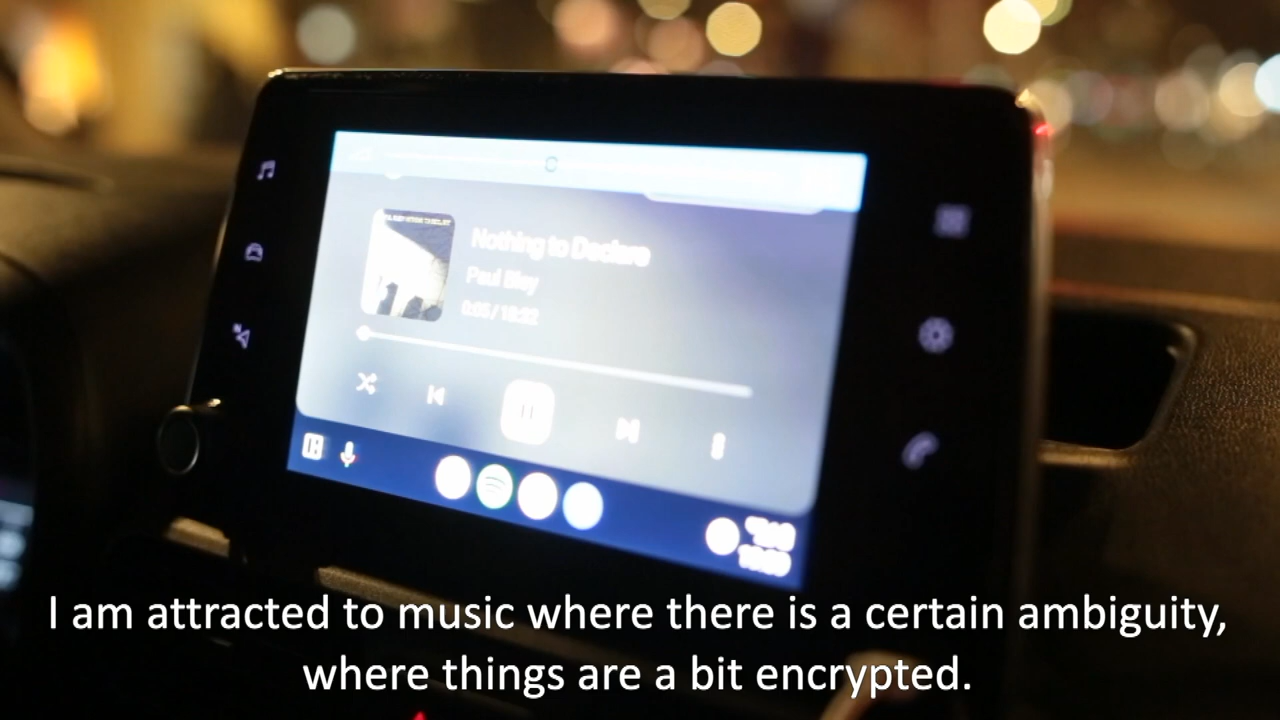 Nothing to Declare
Paul Bley
I am attracted to music where there is a certain ambiguity,
where things are a bit encrypted.